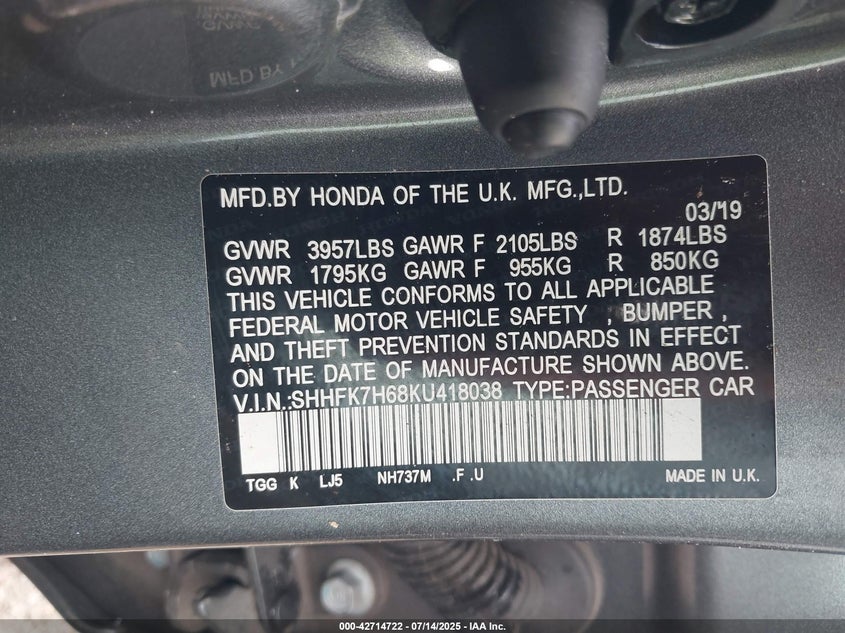 MFD.BY HONDA OF THE U.K. MFG.,LTD.
03/19
GVWR 3957LBS GAWR F 2105LBS R 1874LBS
GVWR 1795KG GAWR F 955KG R 850KG
THIS VEHICLE CONFORMS TO ALL APPLICABLE
FEDERAL MOTOR VEHICLE SAFETY , BUMPER ,
AND THEFT PREVENTION STANDARDS IN EFFECT
ON THE DATE OF MANUFACTURE SHOWN ABOVE.
V.I.N.:SHHFK7H68KU418038 TYPE:PASSENGER CAR
TGG K LJ5 NH737M .F .U MADE IN U.K.
000-42714722 | 07/14/2025 - IAA Inc.